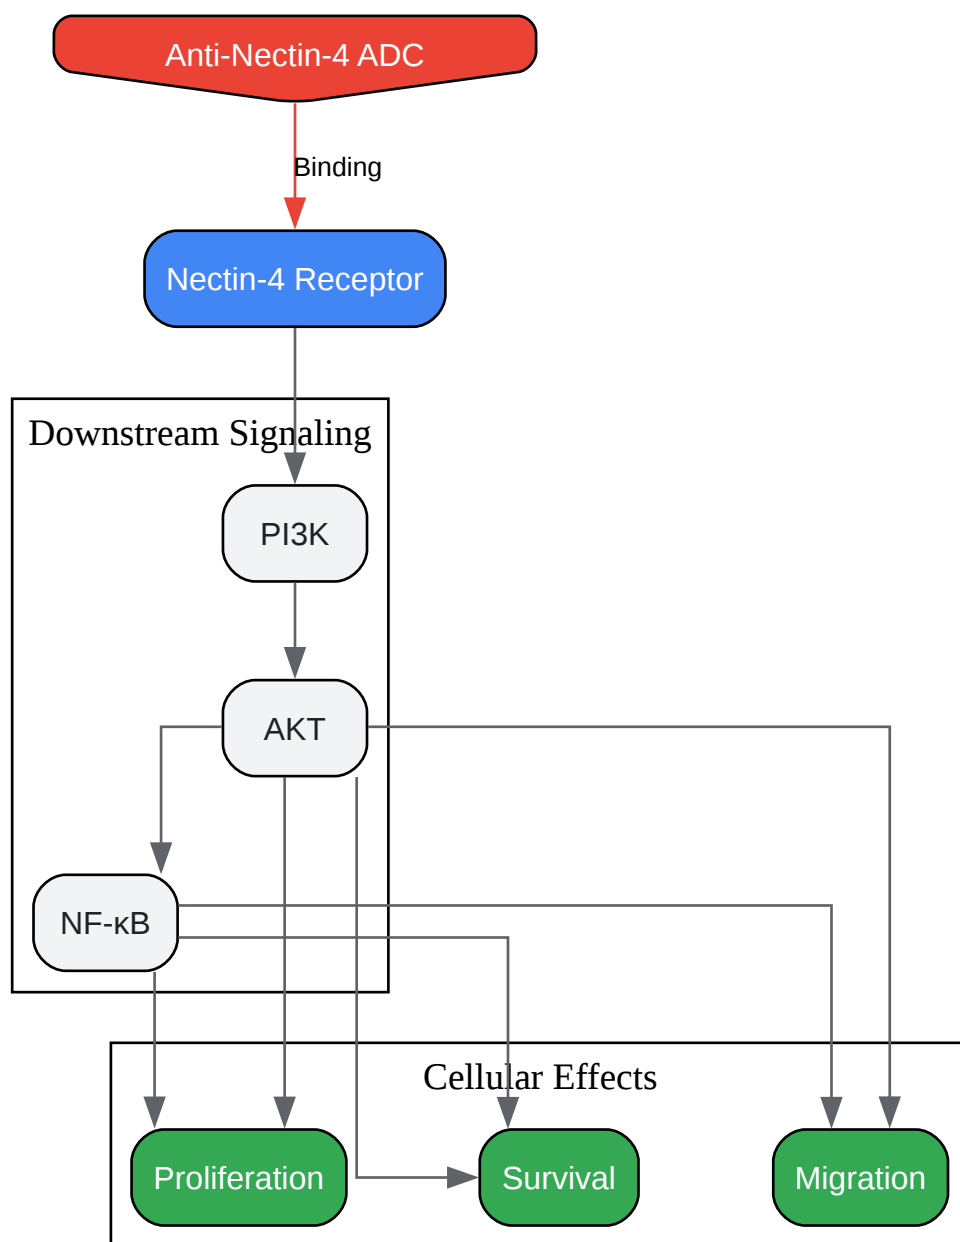 Anti-Nectin-4 ADC
Binding
Nectin-4 Receptor
Downstream Signaling
PI3K
AKT
NF-κB
Cellular Effects
Proliferation
Survival
Migration